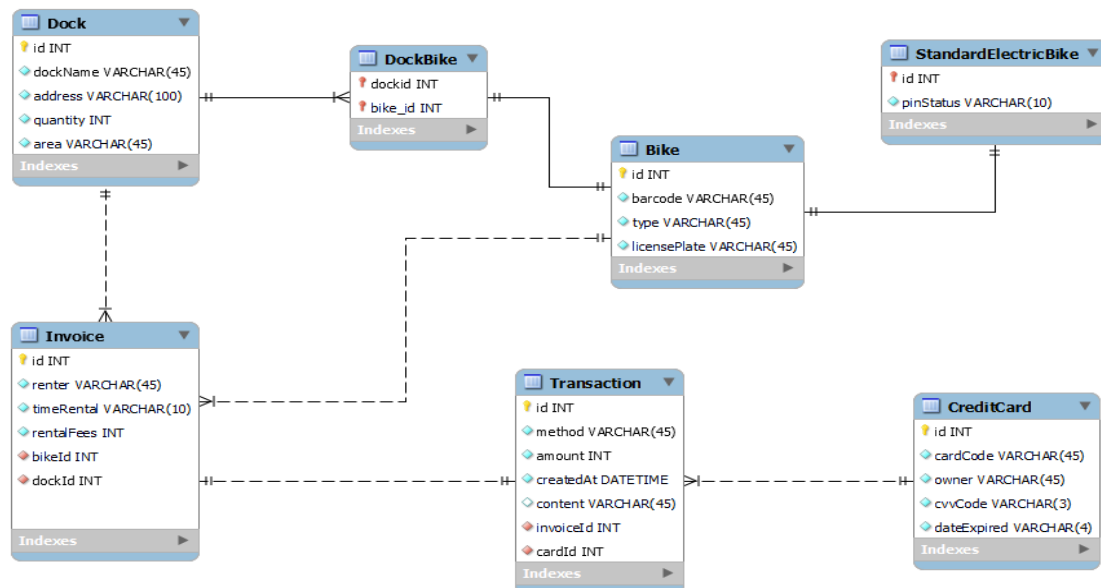 Dock
id INT
dockName VARCHAR(45)
address VARCHAR(100)
quantity INT
area VARCHAR(45)
Indexes
DockBike
dockid INT
bike_id INT
Indexes
StandardElectricBike
id INT
pinStatus VARCHAR(10)
Indexes
Bike
id INT
barcode VARCHAR(45)
type VARCHAR(45)
licensePlate VARCHAR(45)
Indexes
Invoice
id INT
renter VARCHAR(45)
timeRental VARCHAR(10)
rentalFees INT
bikeId INT
dockId INT
Indexes
Transaction
id INT
method VARCHAR(45)
amount INT
createdAt DATETIME
content VARCHAR(45)
invoiceId INT
cardId INT
Indexes
CreditCard
id INT
cardCode VARCHAR(45)
owner VARCHAR(45)
cvvCode VARCHAR(3)
dateExpired VARCHAR(4)
Indexes